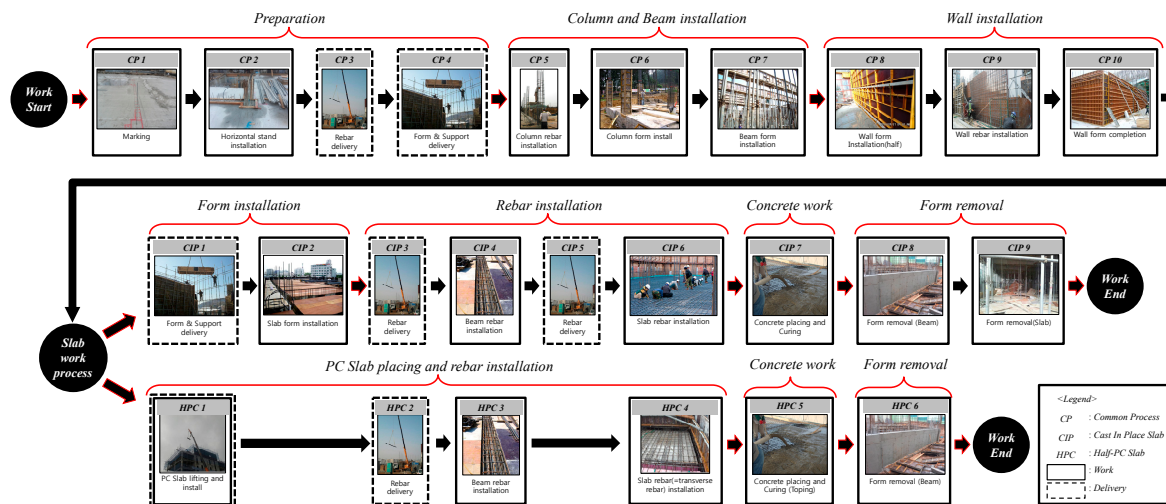 Preparation
Column and Beam installation
Wall installation
Work
Start
CP 1
Marking
CP 2
Horizontal stand
installation
CP 3
Rebar
delivery
CP 4
Form & Support
delivery
CP 5
Column rebar
installation
CP 6
Column form install
CP 7
Beam form
installation
CP 8
Wall form
Installation(half)
CP 9
Wall rebar installation
CP 10
Wall form completion
Slab
work
process
Form installation
Rebar installation
Concrete work
Form removal
CIP 1
Form & Support
delivery
CIP 2
Slab form installation
CIP 3
Rebar
delivery
CIP 4
Beam rebar
installation
CIP 5
Rebar
delivery
CIP 6
Slab rebar installation
CIP 7
Concrete placing and
Curing
CIP 8
Form removal (Beam)
CIP 9
Form removal(Slab)
Work
End
PC Slab placing and rebar installation
Concrete work
Form removal
HPC 1
PC Slab lifting and
install
HPC 2
Rebar
delivery
HPC 3
Beam rebar
installation
HPC 4
Slab rebar(=transverse
rebar) installation
HPC 5
Concrete placing and
Curing (Toping)
HPC 6
Form removal (Beam)
Work
End
<Legend>
CP : Common Process
CIP : Cast In Place Slab
HPC : Half-PC Slab
: Work
: Delivery